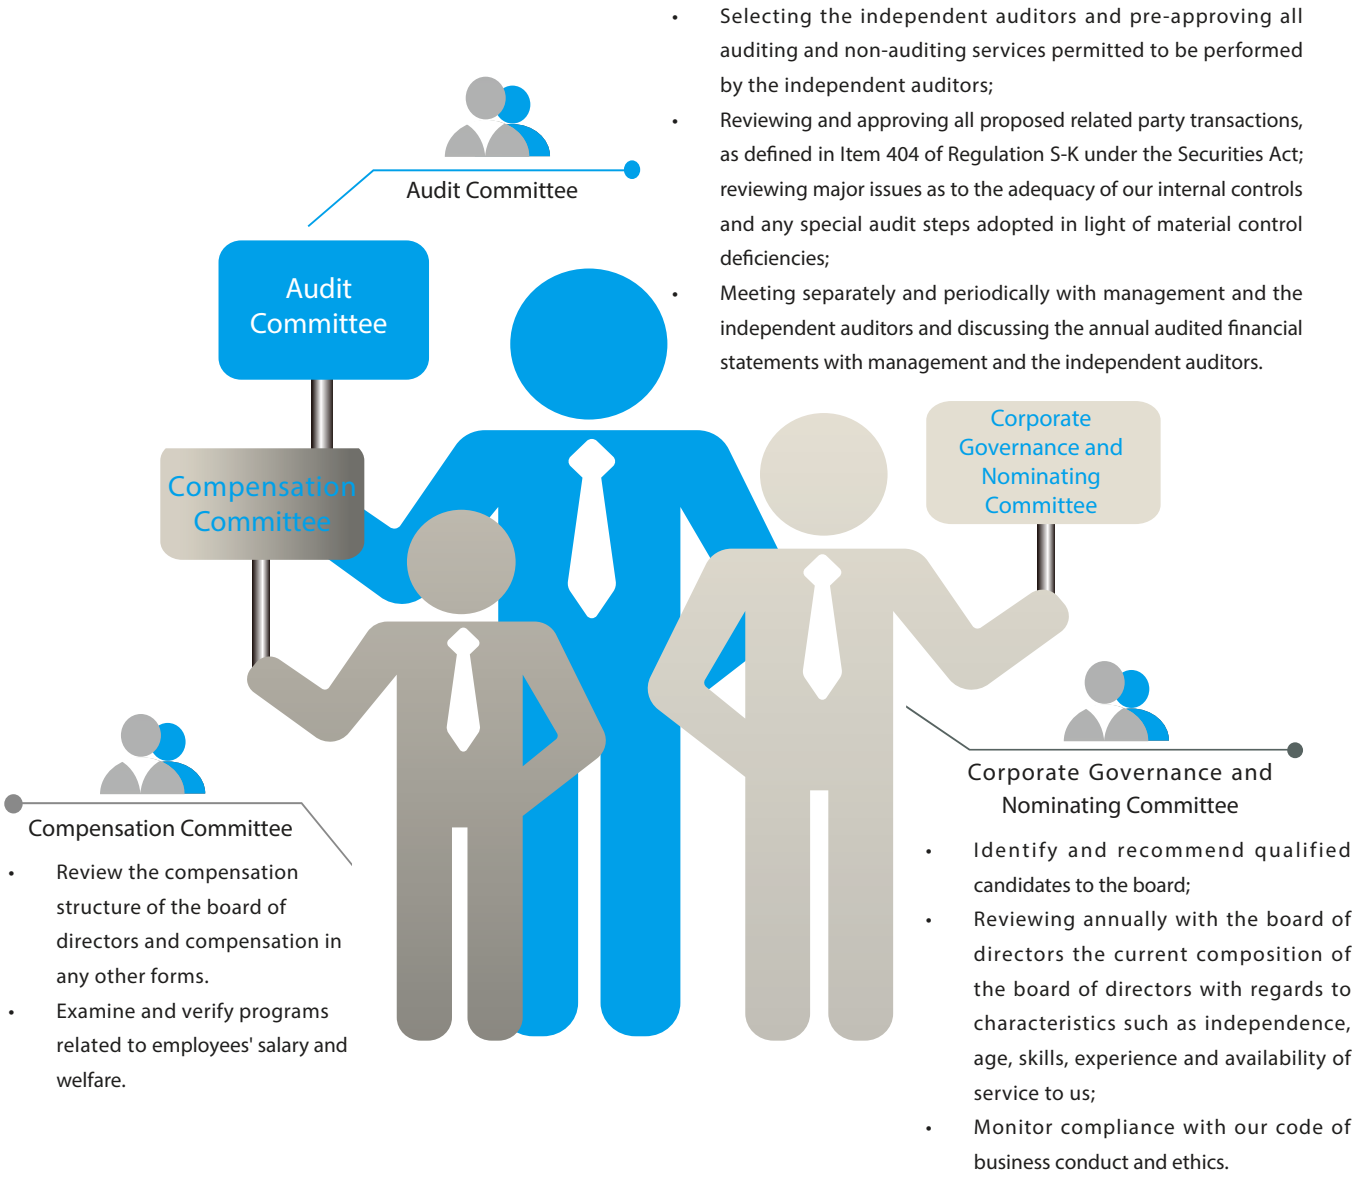 • Selecting the independent auditors and pre-approving all
auditing and non-auditing services permitted to be performed
by the independent auditors;
• Reviewing and approving all proposed related party transactions,
as defined in Item 404 of Regulation S-K under the Securities Act;
reviewing major issues as to the adequacy of our internal controls
and any special audit steps adopted in light of material control
deficiencies;
• Meeting separately and periodically with management and the
independent auditors and discussing the annual audited financial
statements with management and the independent auditors.
Audit Committee
Audit
Committee
Compensation
Committee
Corporate
Governance and
Nominating
Committee
Compensation Committee
• Review the compensation
structure of the board of
directors and compensation in
any other forms.
• Examine and verify programs
related to employees' salary and
welfare.
Corporate Governance and
Nominating Committee
• Identify and recommend qualified
candidates to the board;
• Reviewing annually with the board of
directors the current composition of
the board of directors with regards to
characteristics such as independence,
age, skills, experience and availability of
service to us;
• Monitor compliance with our code of
business conduct and ethics.